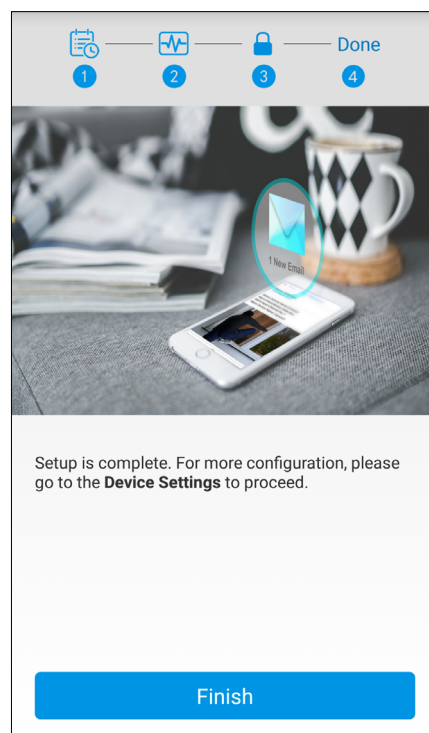 Done
1
2
3
4
1 New Email
Setup is complete. For more configuration, please
go to the Device Settings to proceed.
Finish